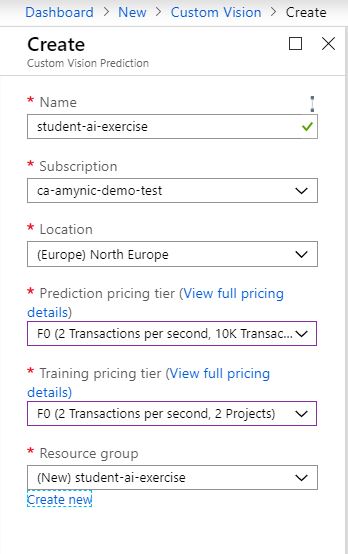 Dashboard > New > Custom Vision > Create
Create
Custom Vision Prediction
* Name
student-ai-exercise
* Subscription
ca-amynic-demo-test
* Location
(Europe) North Europe
* Prediction pricing tier (View full pricing
details)
F0 (2 Transactions per second, 10K Transac...
* Training pricing tier (View full pricing
details)
F0 (2 Transactions per second, 2 Projects)
* Resource group
(New) student-ai-exercise
Create new